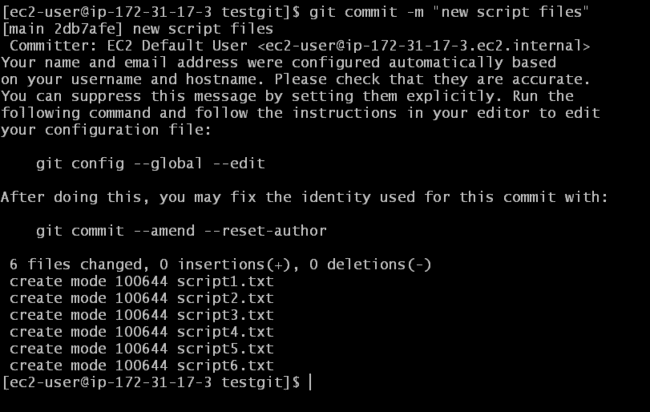 [ec2-user@ip-172-31-17-3 testgit]$ git commit -m "new script files"
[main 2db7afe] new script files
 Committer: EC2 Default User <ec2-user@ip-172-31-17-3.ec2.internal>
Your name and email address were configured automatically based
on your username and hostname. Please check that they are accurate.
You can suppress this message by setting them explicitly. Run the
following command and follow the instructions in your editor to edit
your configuration file:

    git config --global --edit

After doing this, you may fix the identity used for this commit with:

    git commit --amend --reset-author

 6 files changed, 0 insertions(+), 0 deletions(-)
 create mode 100644 script1.txt
 create mode 100644 script2.txt
 create mode 100644 script3.txt
 create mode 100644 script4.txt
 create mode 100644 script5.txt
 create mode 100644 script6.txt
[ec2-user@ip-172-31-17-3 testgit]$